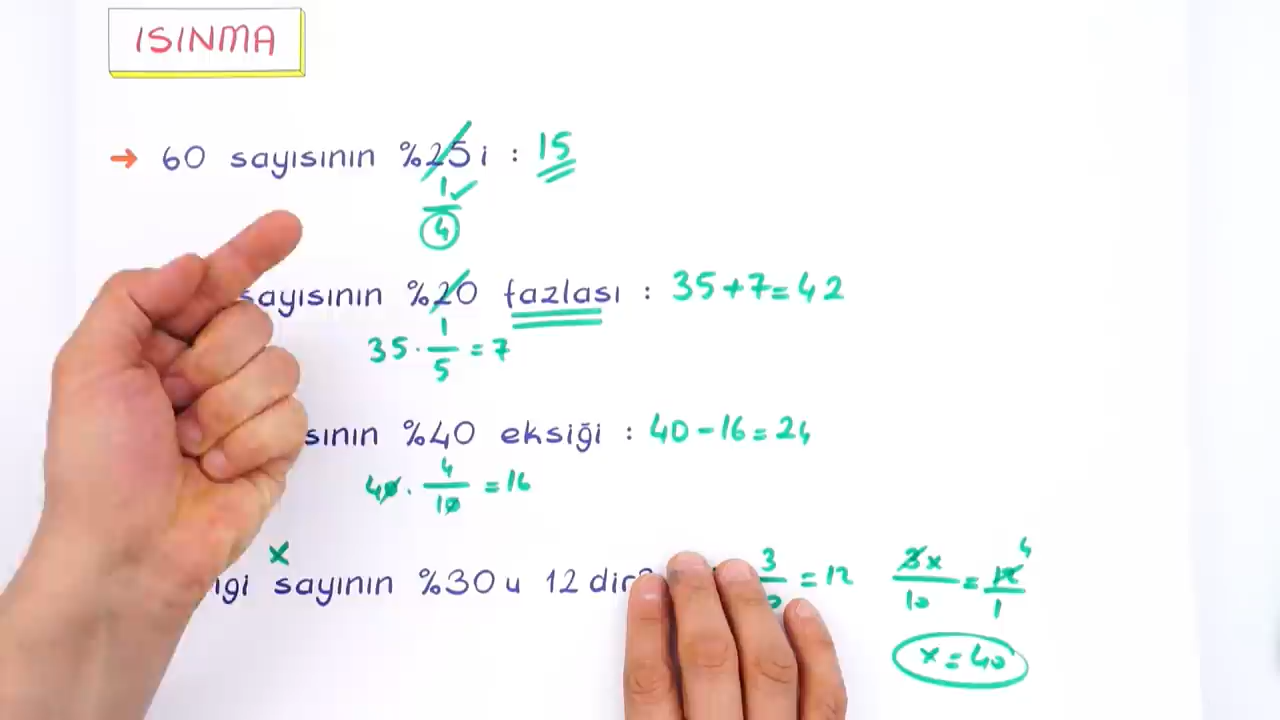 ISINMA
→ 60 sayısının %25 i : 15
1
4
sayısının %20 fazlası : 35+7=42
35 · 1/5 = 7
sının %40 eksiği : 40-16=24
40 · 4/10 = 16
x
sayının %30 u 12 dir
3
= 12
3x/10 = 12/1
4
x = 40